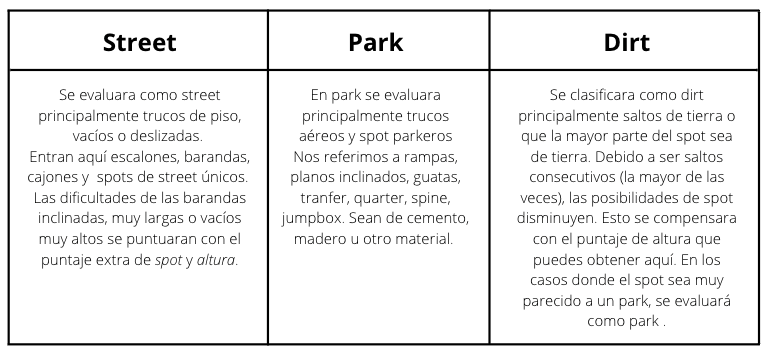 Street
Se evaluara como street
principalmente trucos de piso,
vacíos o deslizadas.
Entran aquí escalones, barandas,
cajones y  spots de street únicos.
Las dificultades de las barandas
inclinadas, muy largas o vacíos
muy altos se puntuaran con el
puntaje extra de spot y altura.
Park
En park se evaluara
principalmente trucos
aéreos y spot parkeros
Nos referimos a rampas,
planos inclinados, guatas,
tranfer, quarter, spine,
jumpbox. Sean de cemento,
madero u otro material.
Dirt
Se clasificara como dirt
principalmente saltos de tierra o
que la mayor parte del spot sea
de tierra. Debido a ser saltos
consecutivos (la mayor de las
veces), las posibilidades de spot
disminuyen. Esto se compensara
con el puntaje de altura que
puedes obtener aquí. En los
casos donde el spot sea muy
parecido a un park, se evaluará
como park .